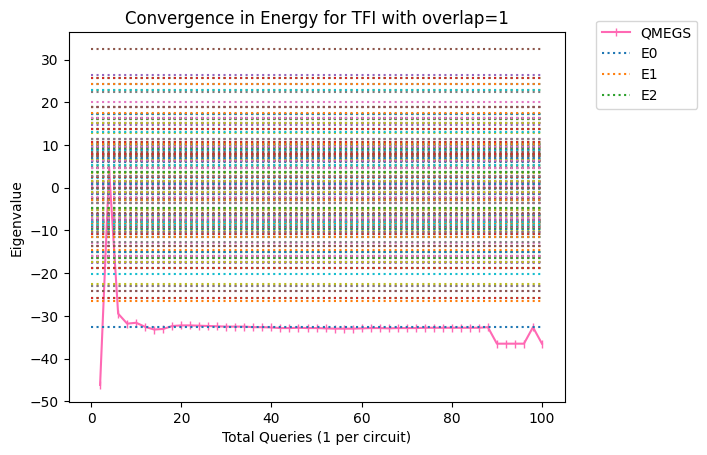 Convergence in Energy for TFI with overlap=1
QMEGS
E0
E1
E2
30
20
10
0
−10
−20
−30
−40
−50
Eigenvalue
0 20 40 60 80 100
Total Queries (1 per circuit)